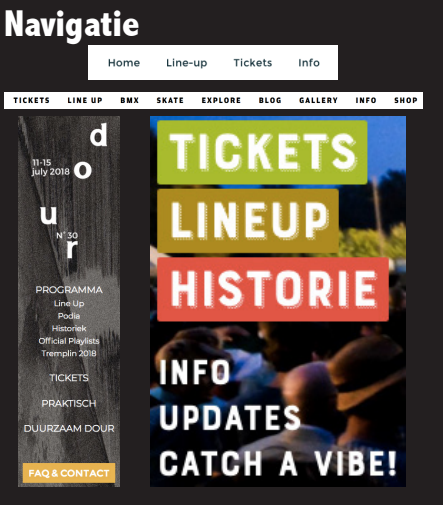 Navigatie
Home Line-up Tickets Info
TICKETS LINE UP BMX SKATE EXPLORE BLOG GALLERY INFO SHOP
d
11-15
july 2018
o
u
N°30
r
PROGRAMMA
Line Up
Podia
Historiek
Official Playlists
Tremplin 2018
TICKETS
PRAKTISCH
DUURZAAM DOUR
FAQ & CONTACT
TICKETS
LINEUP
HISTORIE
INFO
UPDATES
CATCH A VIBE!